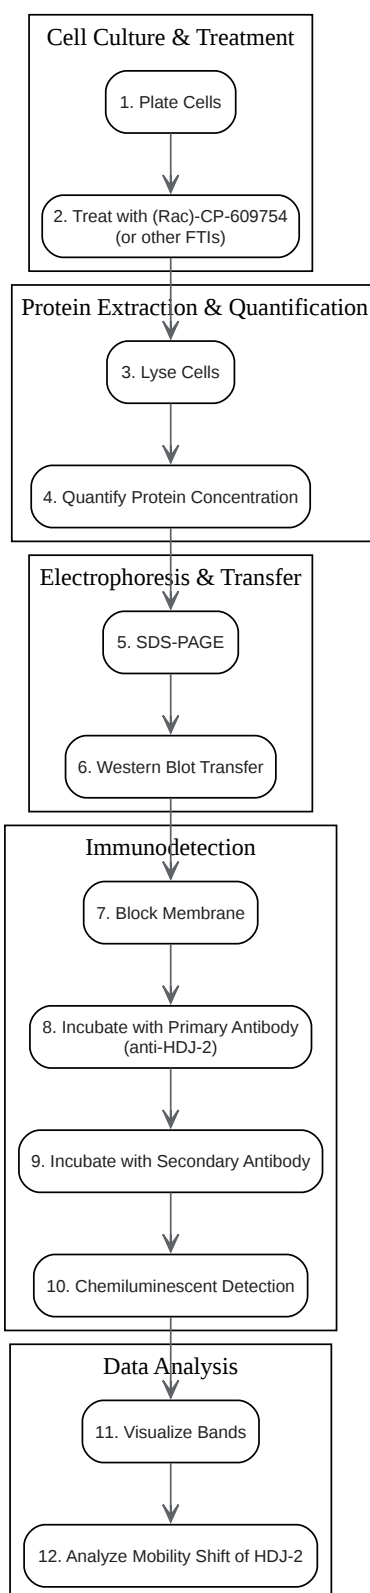 Cell Culture & Treatment
1. Plate Cells
2. Treat with (Rac)-CP-609754
(or other FTIs)
Protein Extraction & Quantification
3. Lyse Cells
4. Quantify Protein Concentration
Electrophoresis & Transfer
5. SDS-PAGE
6. Western Blot Transfer
Immunodetection
7. Block Membrane
8. Incubate with Primary Antibody
(anti-HDJ-2)
9. Incubate with Secondary Antibody
10. Chemiluminescent Detection
Data Analysis
11. Visualize Bands
12. Analyze Mobility Shift of HDJ-2